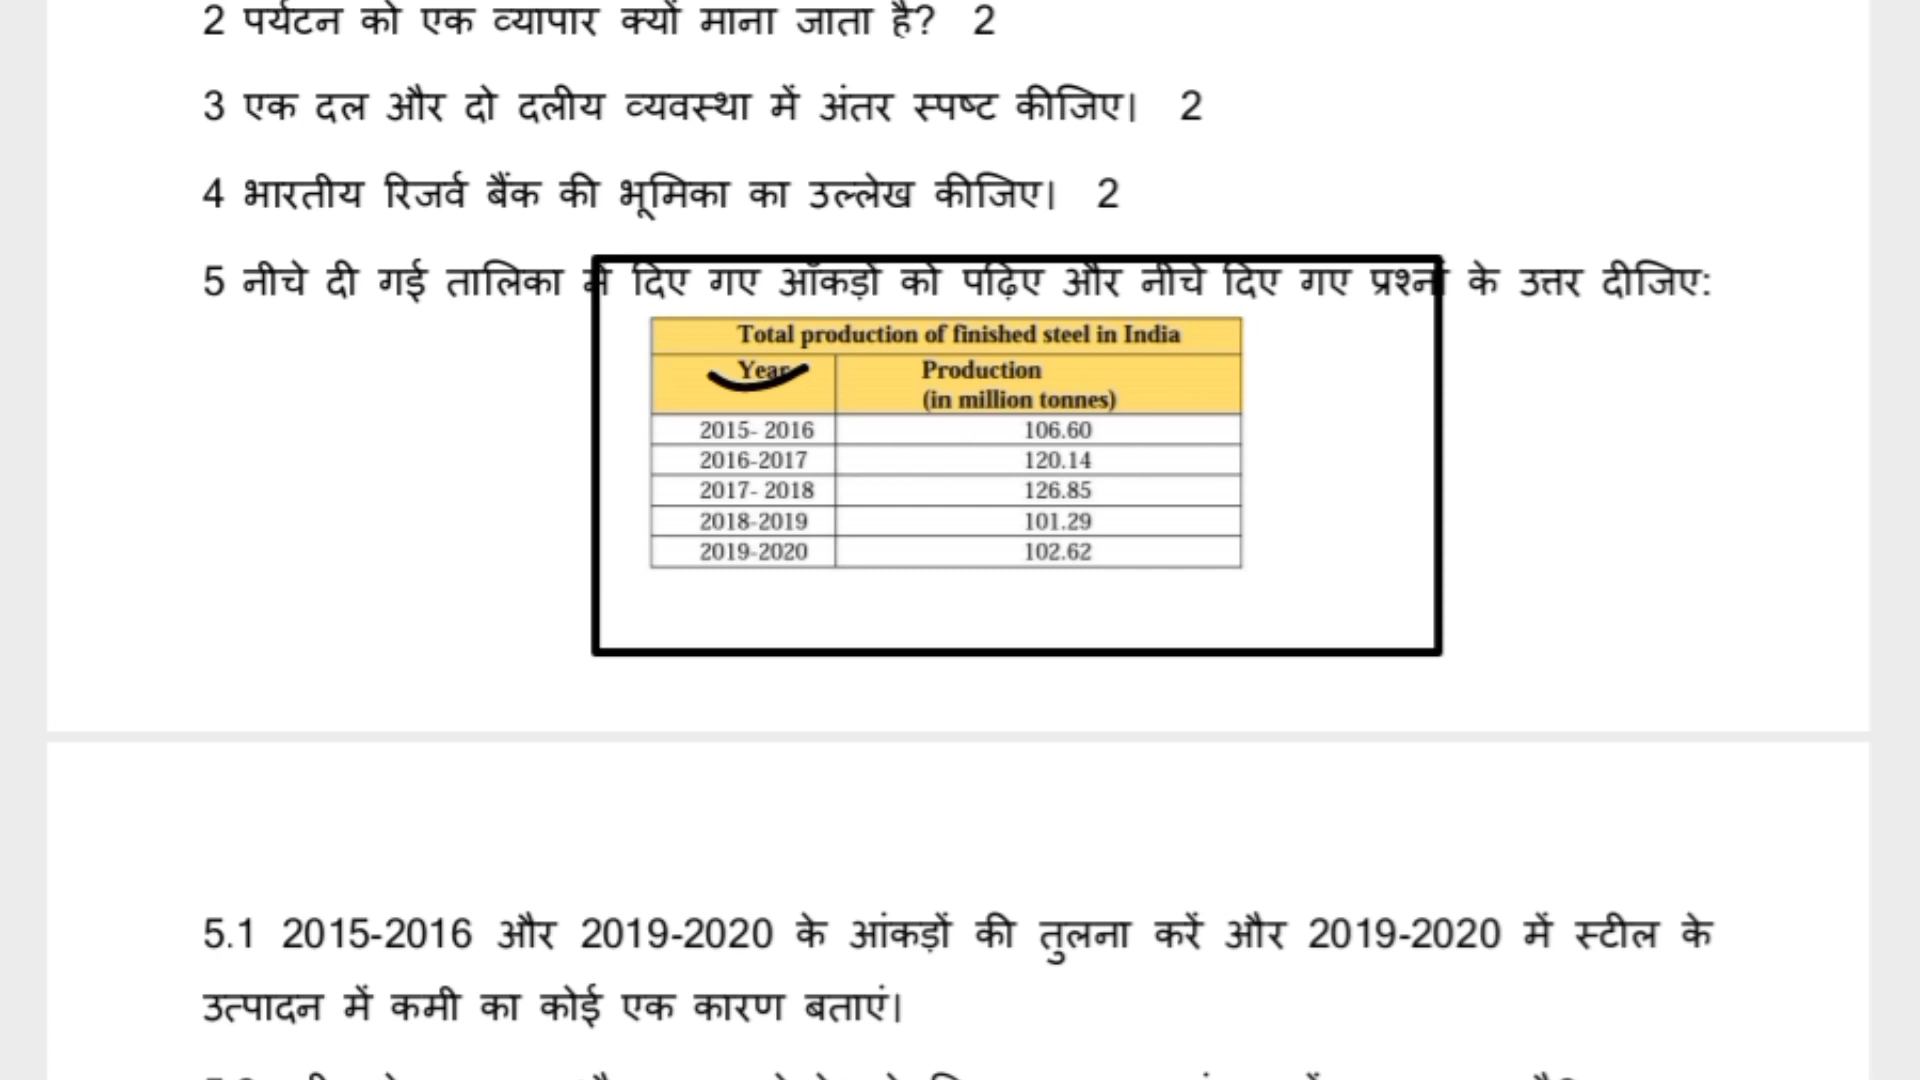 2 पर्यटन को एक व्यापार क्यों माना जाता है? 2
3 एक दल और दो दलीय व्यवस्था में अंतर स्पष्ट कीजिए। 2
4 भारतीय रिजर्व बैंक की भूमिका का उल्लेख कीजिए। 2
5 नीचे दी गई तालिका में दिए गए आँकड़ों को पढ़िए और नीचे दिए गए प्रश्नों के उत्तर दीजिए:
Total production of finished steel in India
Year Production
(in million tonnes)
2015- 2016 106.60
2016-2017 120.14
2017- 2018 126.85
2018-2019 101.29
2019-2020 102.62
5.1 2015-2016 और 2019-2020 के आंकड़ों की तुलना करें और 2019-2020 में स्टील के
उत्पादन में कमी का कोई एक कारण बताएं।